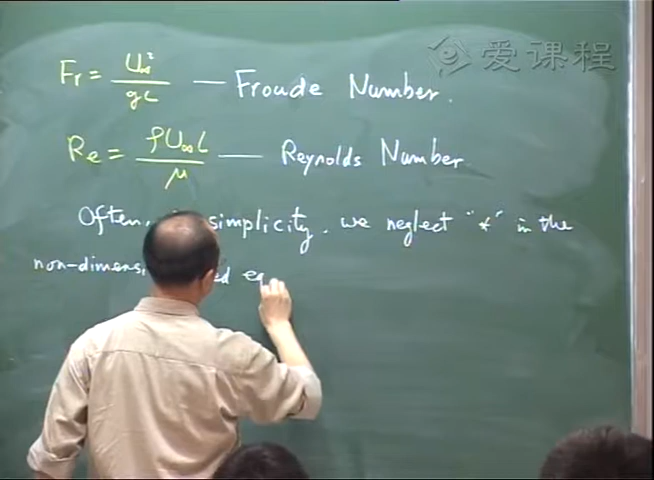 爱课程
Fr = U∞² / gL — Froude Number.
Re = ρU∞L / μ — Reynolds Number.
Often, simplicity, we neglect "*" in the
non-dimensi ed eq